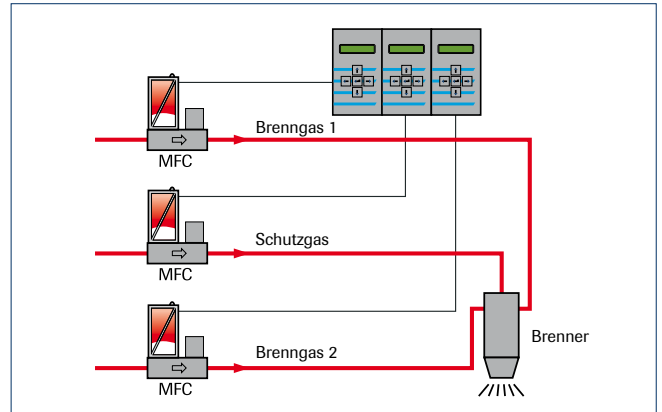 Brenngas 1
MFC
Schutzgas
MFC
Brenner
Brenngas 2
MFC